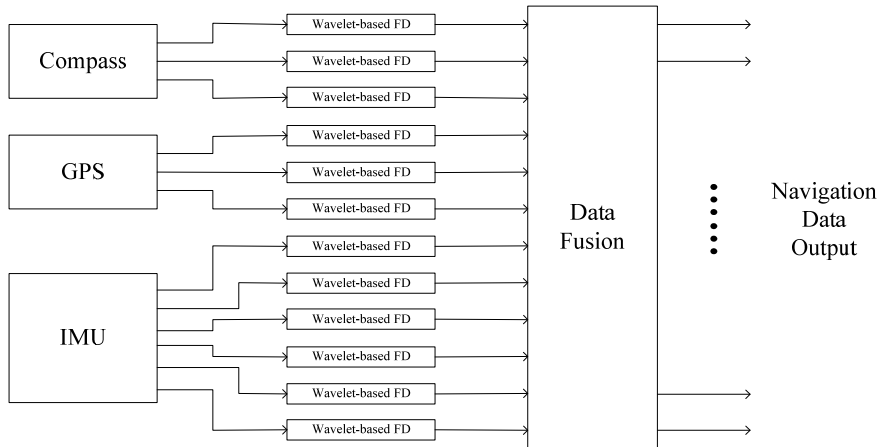 Compass
GPS
IMU
Wavelet-based FD
Wavelet-based FD
Wavelet-based FD
Wavelet-based FD
Wavelet-based FD
Wavelet-based FD
Wavelet-based FD
Wavelet-based FD
Wavelet-based FD
Wavelet-based FD
Wavelet-based FD
Wavelet-based FD
Data
Fusion
Navigation
Data
Output